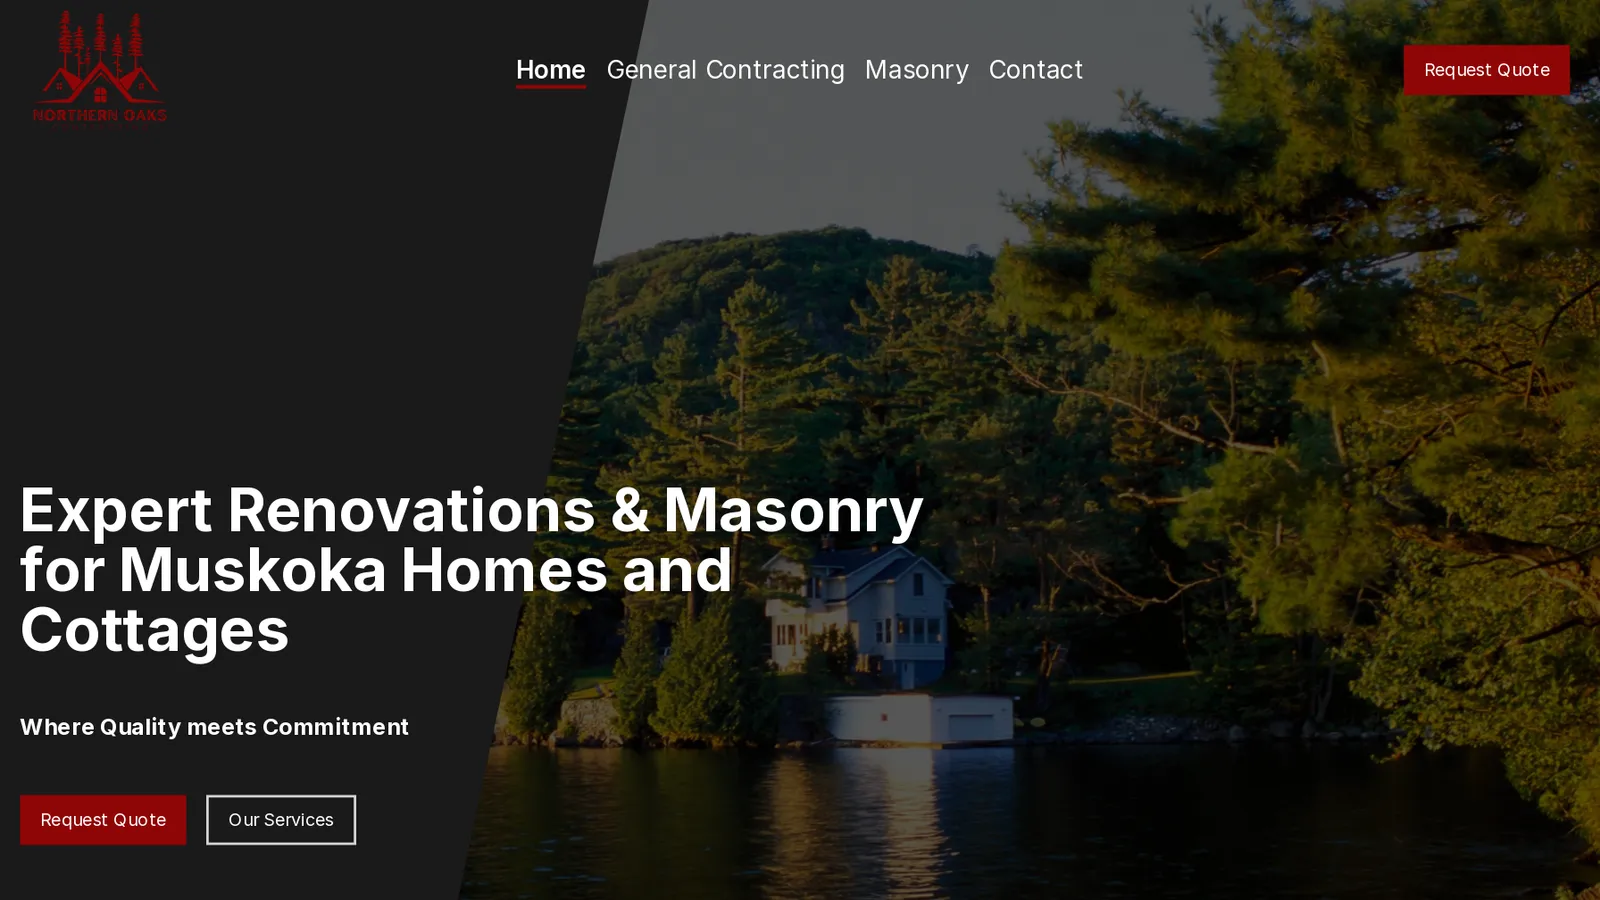 NORTHERN OAKS
Home General Contracting Masonry Contact
Request Quote
Expert Renovations & Masonry
for Muskoka Homes and
Cottages
Where Quality meets Commitment
Request Quote Our Services